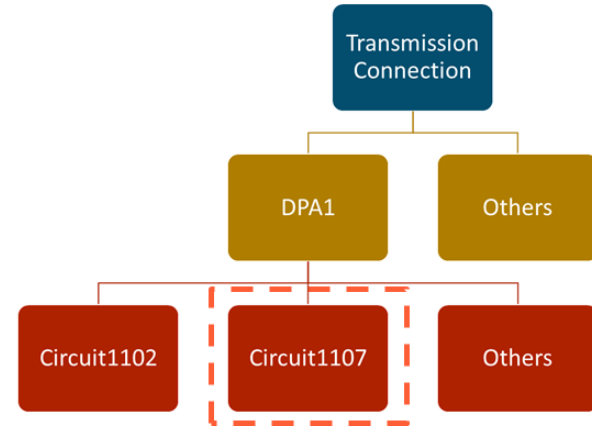 Transmission
Connection
DPA1
Others
Circuit1102
Circuit1107
Others